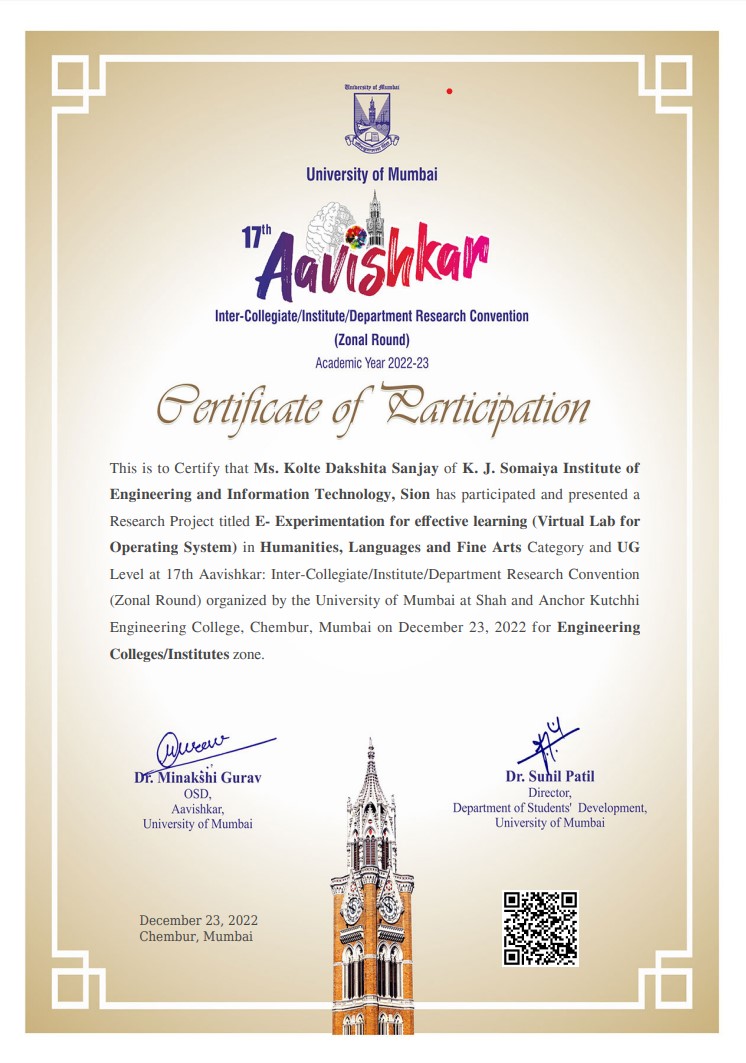 University of Mumbai
University of Mumbai
17th
Aavishkar
Inter-Collegiate/Institute/Department Research Convention
(Zonal Round)
Academic Year 2022-23
Certificate of Participation
This is to Certify that Ms. Kolte Dakshita Sanjay of K. J. Somaiya Institute of
Engineering and Information Technology, Sion has participated and presented a
Research Project titled E- Experimentation for effective learning (Virtual Lab for
Operating System) in Humanities, Languages and Fine Arts Category and UG
Level at 17th Aavishkar: Inter-Collegiate/Institute/Department Research Convention
(Zonal Round) organized by the University of Mumbai at Shah and Anchor Kutchhi
Engineering College, Chembur, Mumbai on December 23, 2022 for Engineering
Colleges/Institutes zone.
Dr. Minakshi Gurav
OSD,
Aavishkar,
University of Mumbai
Dr. Sunil Patil
Director,
Department of Students' Development,
University of Mumbai
December 23, 2022
Chembur, Mumbai